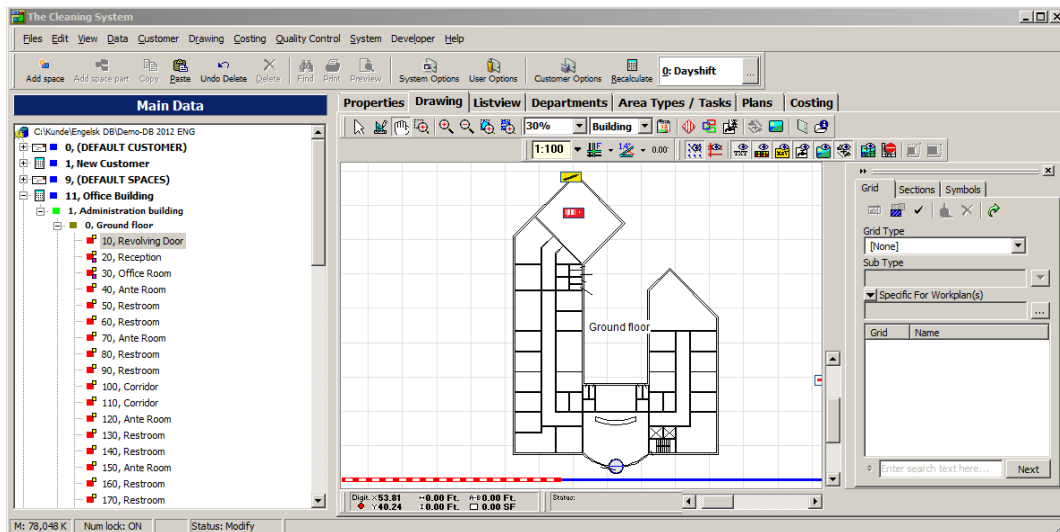 The Cleaning System
Files Edit View Data Customer Drawing Costing Quality Control System Developer Help
Add space Add space part Copy Paste Undo Delete Delete Find Print Preview System Options User Options Customer Options Recalculate 0: Dayshift ...
Main Data
Properties Drawing Listview Departments Area Types / Tasks Plans Costing
30% Building
1:100 0.00
C:\Kunde\Engelsk DB\Demo-DB 2012 ENG
0, (DEFAULT CUSTOMER)
1, New Customer
9, (DEFAULT SPACES)
11, Office Building
1, Administration building
0, Ground floor
10, Revolving Door
20, Reception
30, Office Room
40, Ante Room
50, Restroom
60, Restroom
70, Ante Room
80, Restroom
90, Restroom
100, Corridor
110, Corridor
120, Ante Room
130, Restroom
140, Restroom
150, Ante Room
160, Restroom
170, Restroom
Ground floor
Grid Sections Symbols
Grid Type
[None]
Sub Type
Specific For Workplan(s)
...
Grid Name
Enter search text here... Next
Digit. X 53.81 0.00 Ft. A-B 0.00 Ft. Status:
Y 40.24 0.00 Ft. 0.00 SF
M: 78,048 K Num lock: ON Status: Modify